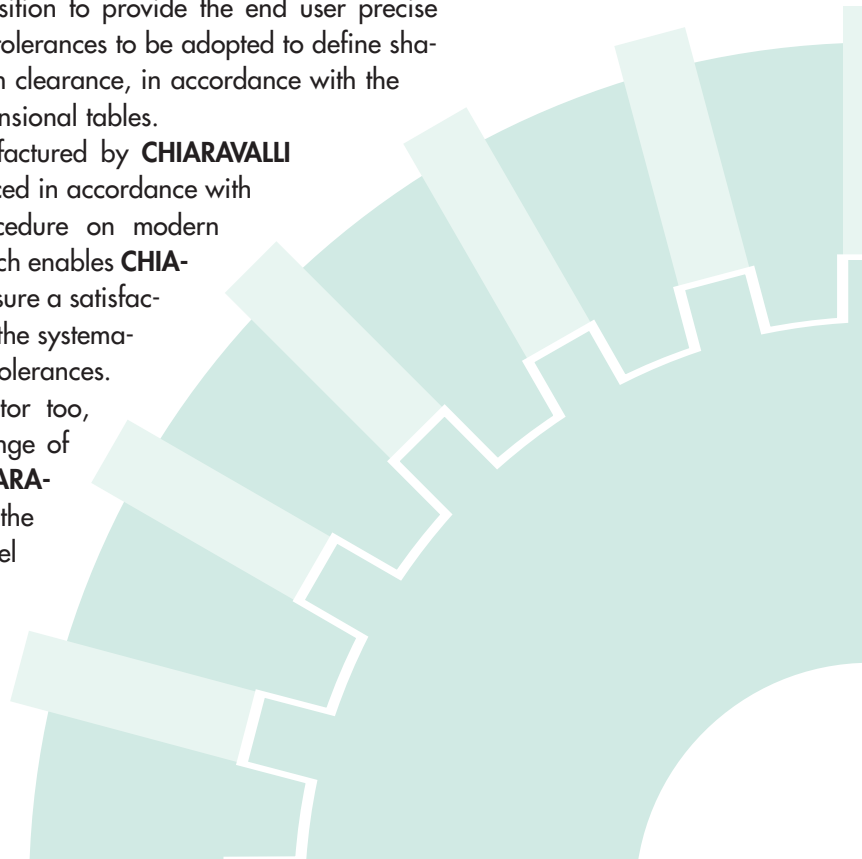 sition to provide the end user precise
tolerances to be adopted to define sha-
n clearance, in accordance with the
nsional tables.
factured by CHIARAVALLI
ced in accordance with
cedure on modern
ch enables CHIA-
sure a satisfac-
the systema-
olerances.
tor too,
nge of
ARA-
the
el